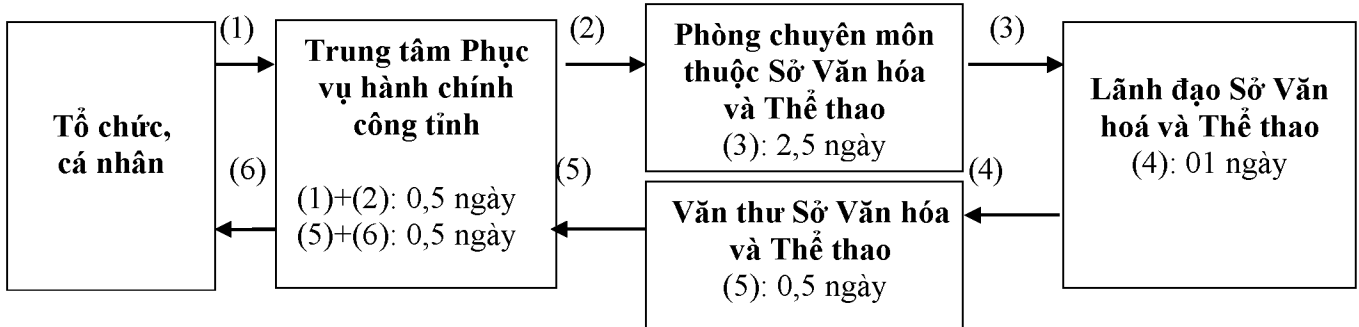 Tổ chức,
cá nhân
(1)
(6)
Trung tâm Phục
vụ hành chính
công tỉnh
(1)+(2): 0,5 ngày
(5)+(6): 0,5 ngày
(2)
(5)
Phòng chuyên môn
thuộc Sở Văn hóa
và Thể thao
(3): 2,5 ngày
Văn thư Sở Văn hóa
và Thể thao
(5): 0,5 ngày
(3)
(4)
Lãnh đạo Sở Văn
hoá và Thể thao
(4): 01 ngày